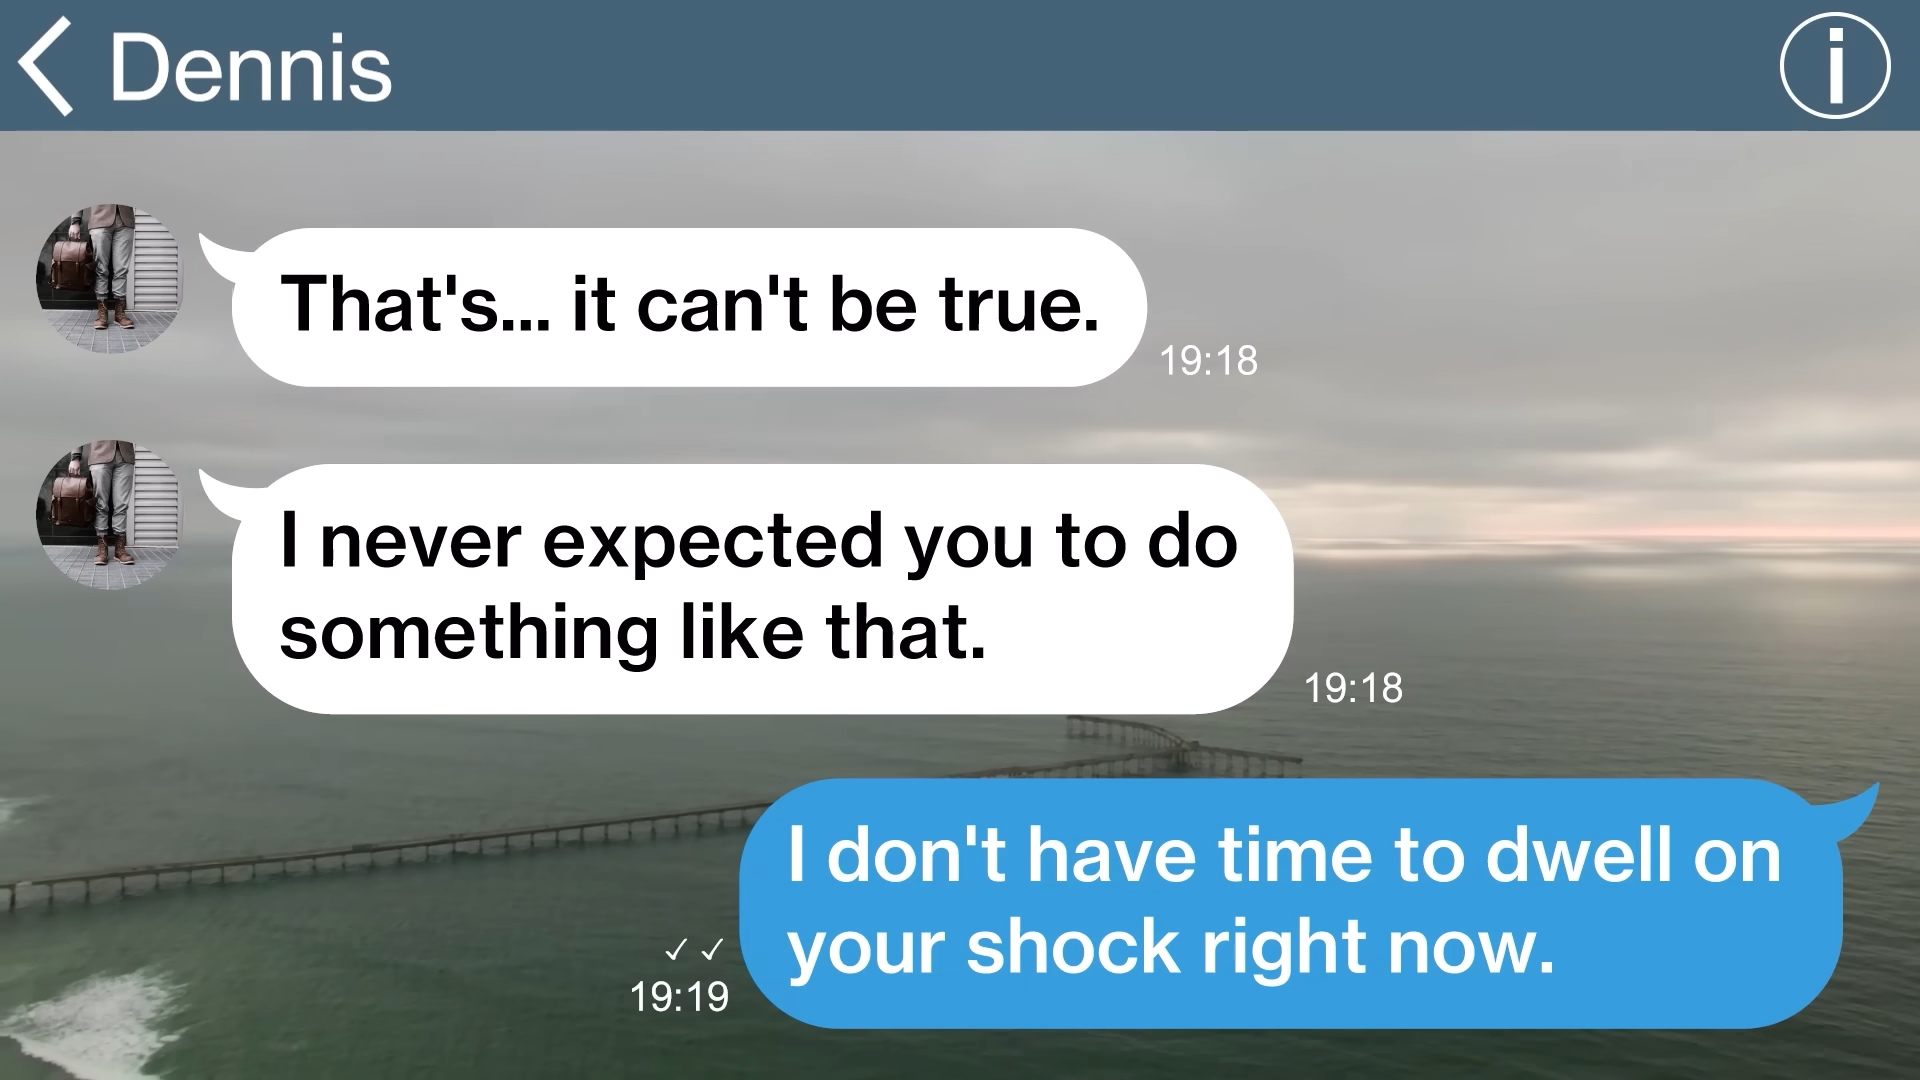 Dennis
That's... it can't be true.
19:18
I never expected you to do
something like that.
19:18
I don't have time to dwell on
your shock right now.
19:19